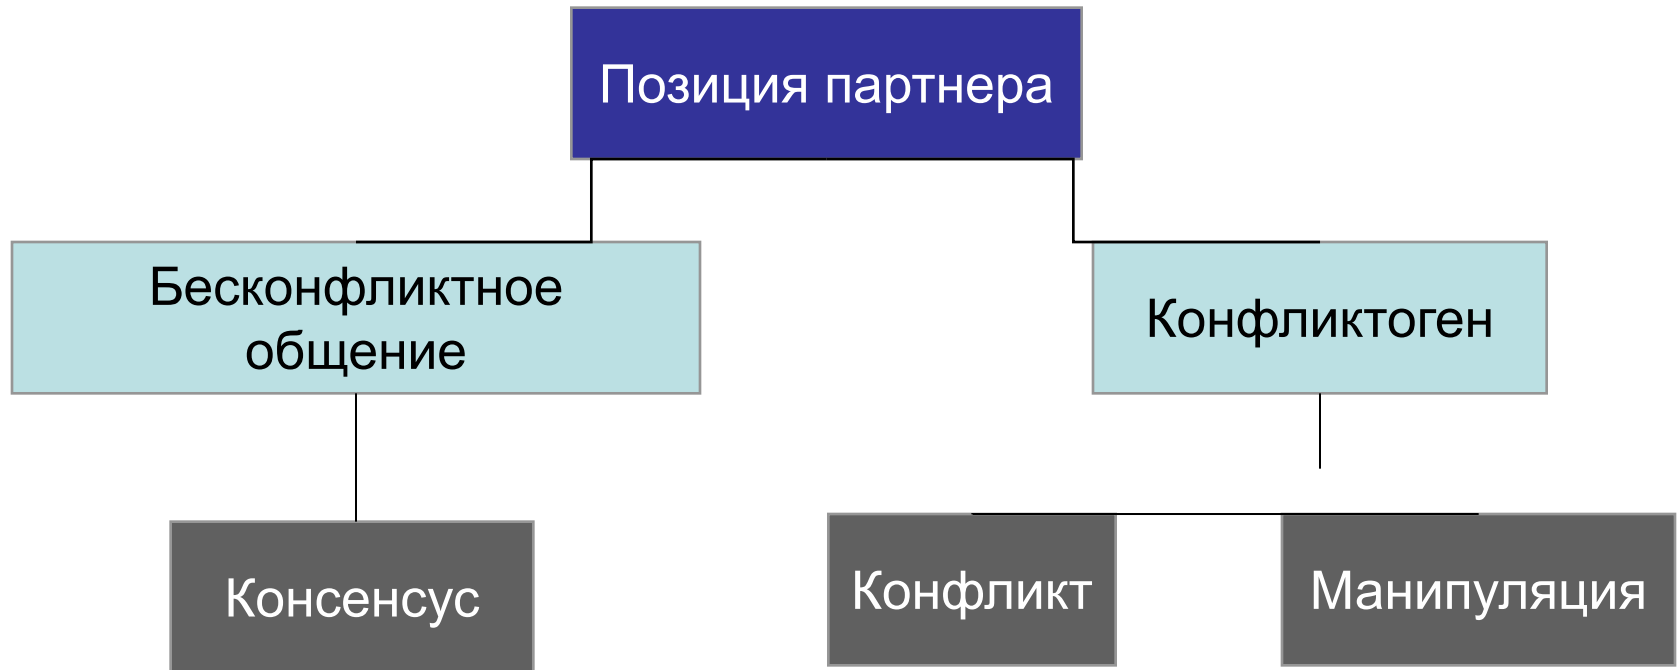 Позиция партнера
Бесконфликтное
общение
Конфликтоген
Консенсус
Конфликт
Манипуляция